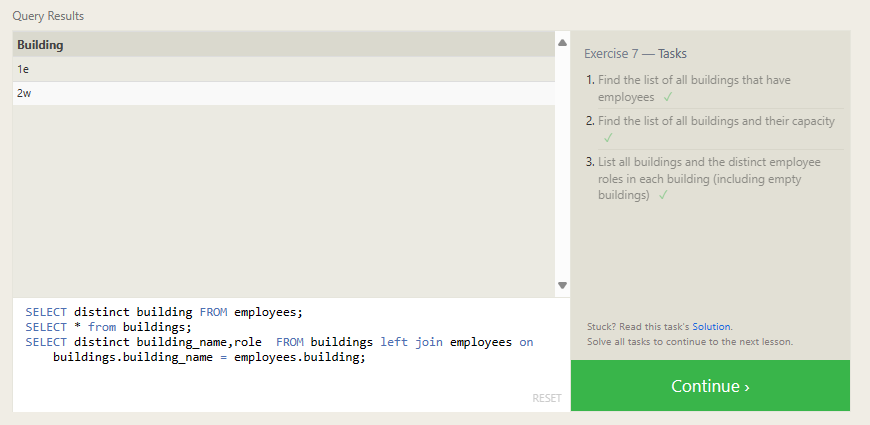 Query Results
Building
1e
2w
SELECT distinct building FROM employees;
SELECT * from buildings;
SELECT distinct building_name,role  FROM buildings left join employees on
buildings.building_name = employees.building;
RESET
Exercise 7 — Tasks
1. Find the list of all buildings that have
employees ✓
2. Find the list of all buildings and their capacity
✓
3. List all buildings and the distinct employee
roles in each building (including empty
buildings) ✓
Stuck? Read this task's Solution.
Solve all tasks to continue to the next lesson.
Continue ›